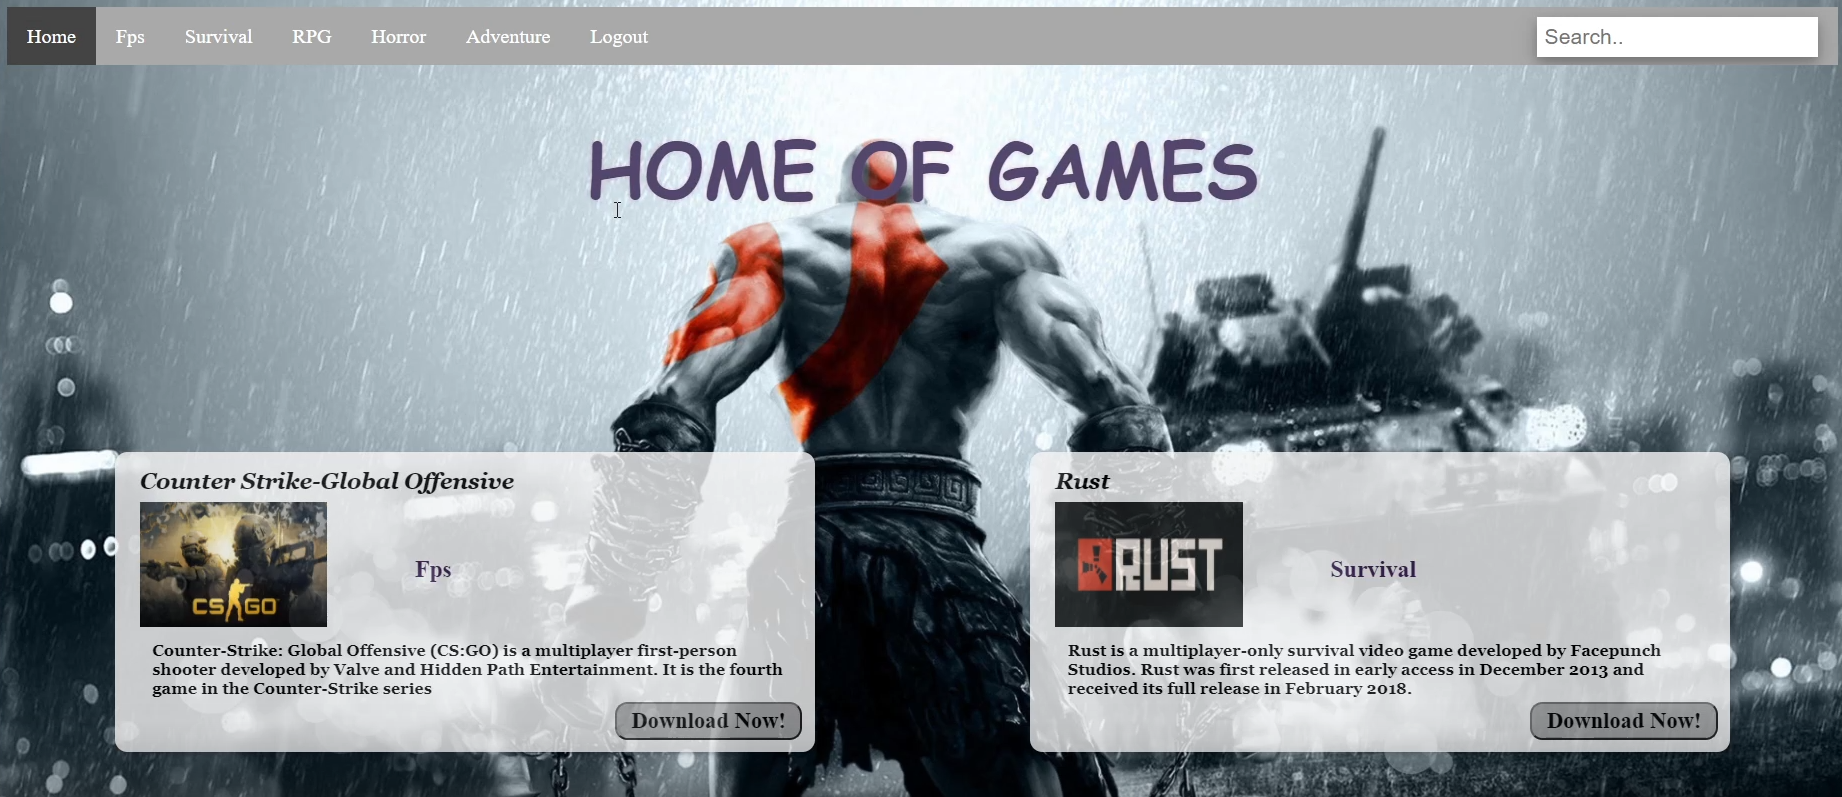 Home Fps Survival RPG Horror Adventure Logout Search..
HOME OF GAMES
Counter Strike-Global Offensive
CS GO
Fps
Counter-Strike: Global Offensive (CS:GO) is a multiplayer first-person
shooter developed by Valve and Hidden Path Entertainment. It is the fourth
game in the Counter-Strike series
Download Now!
Rust
RUST
Survival
Rust is a multiplayer-only survival video game developed by Facepunch
Studios. Rust was first released in early access in December 2013 and
received its full release in February 2018.
Download Now!